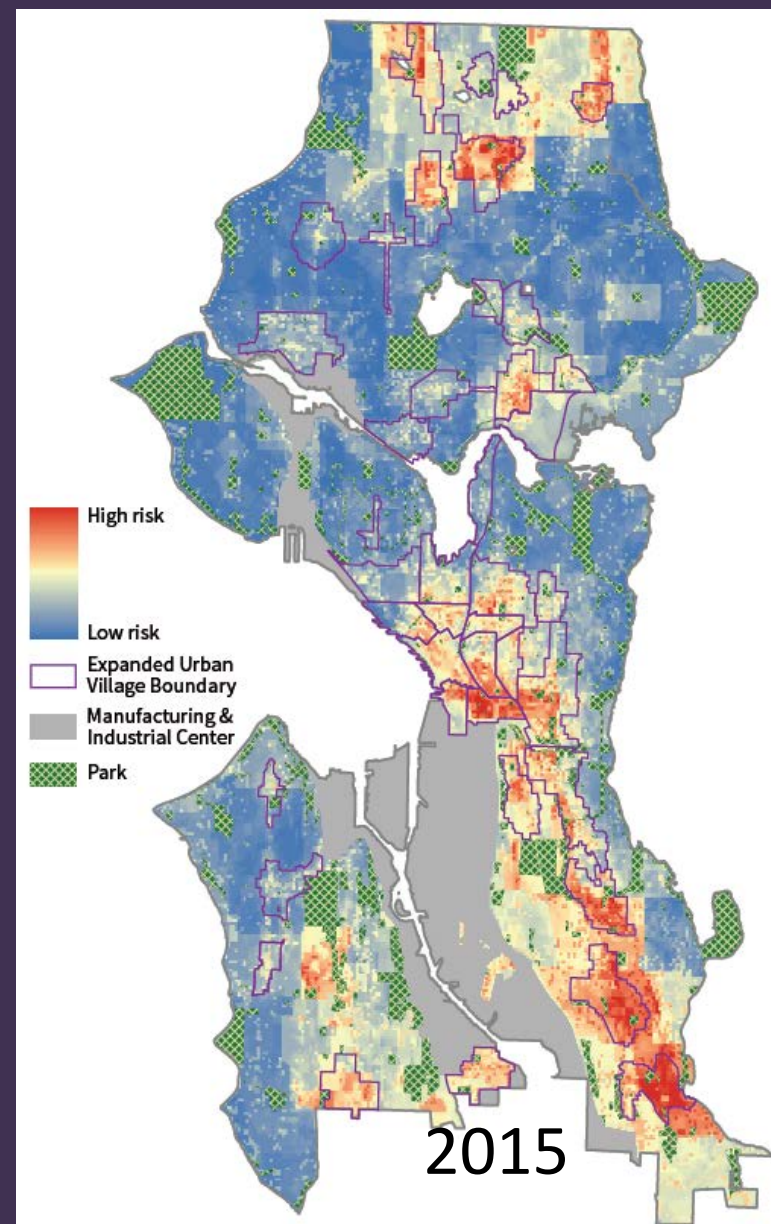 High risk
Low risk
Expanded Urban
Village Boundary
Manufacturing &
Industrial Center
Park
2015